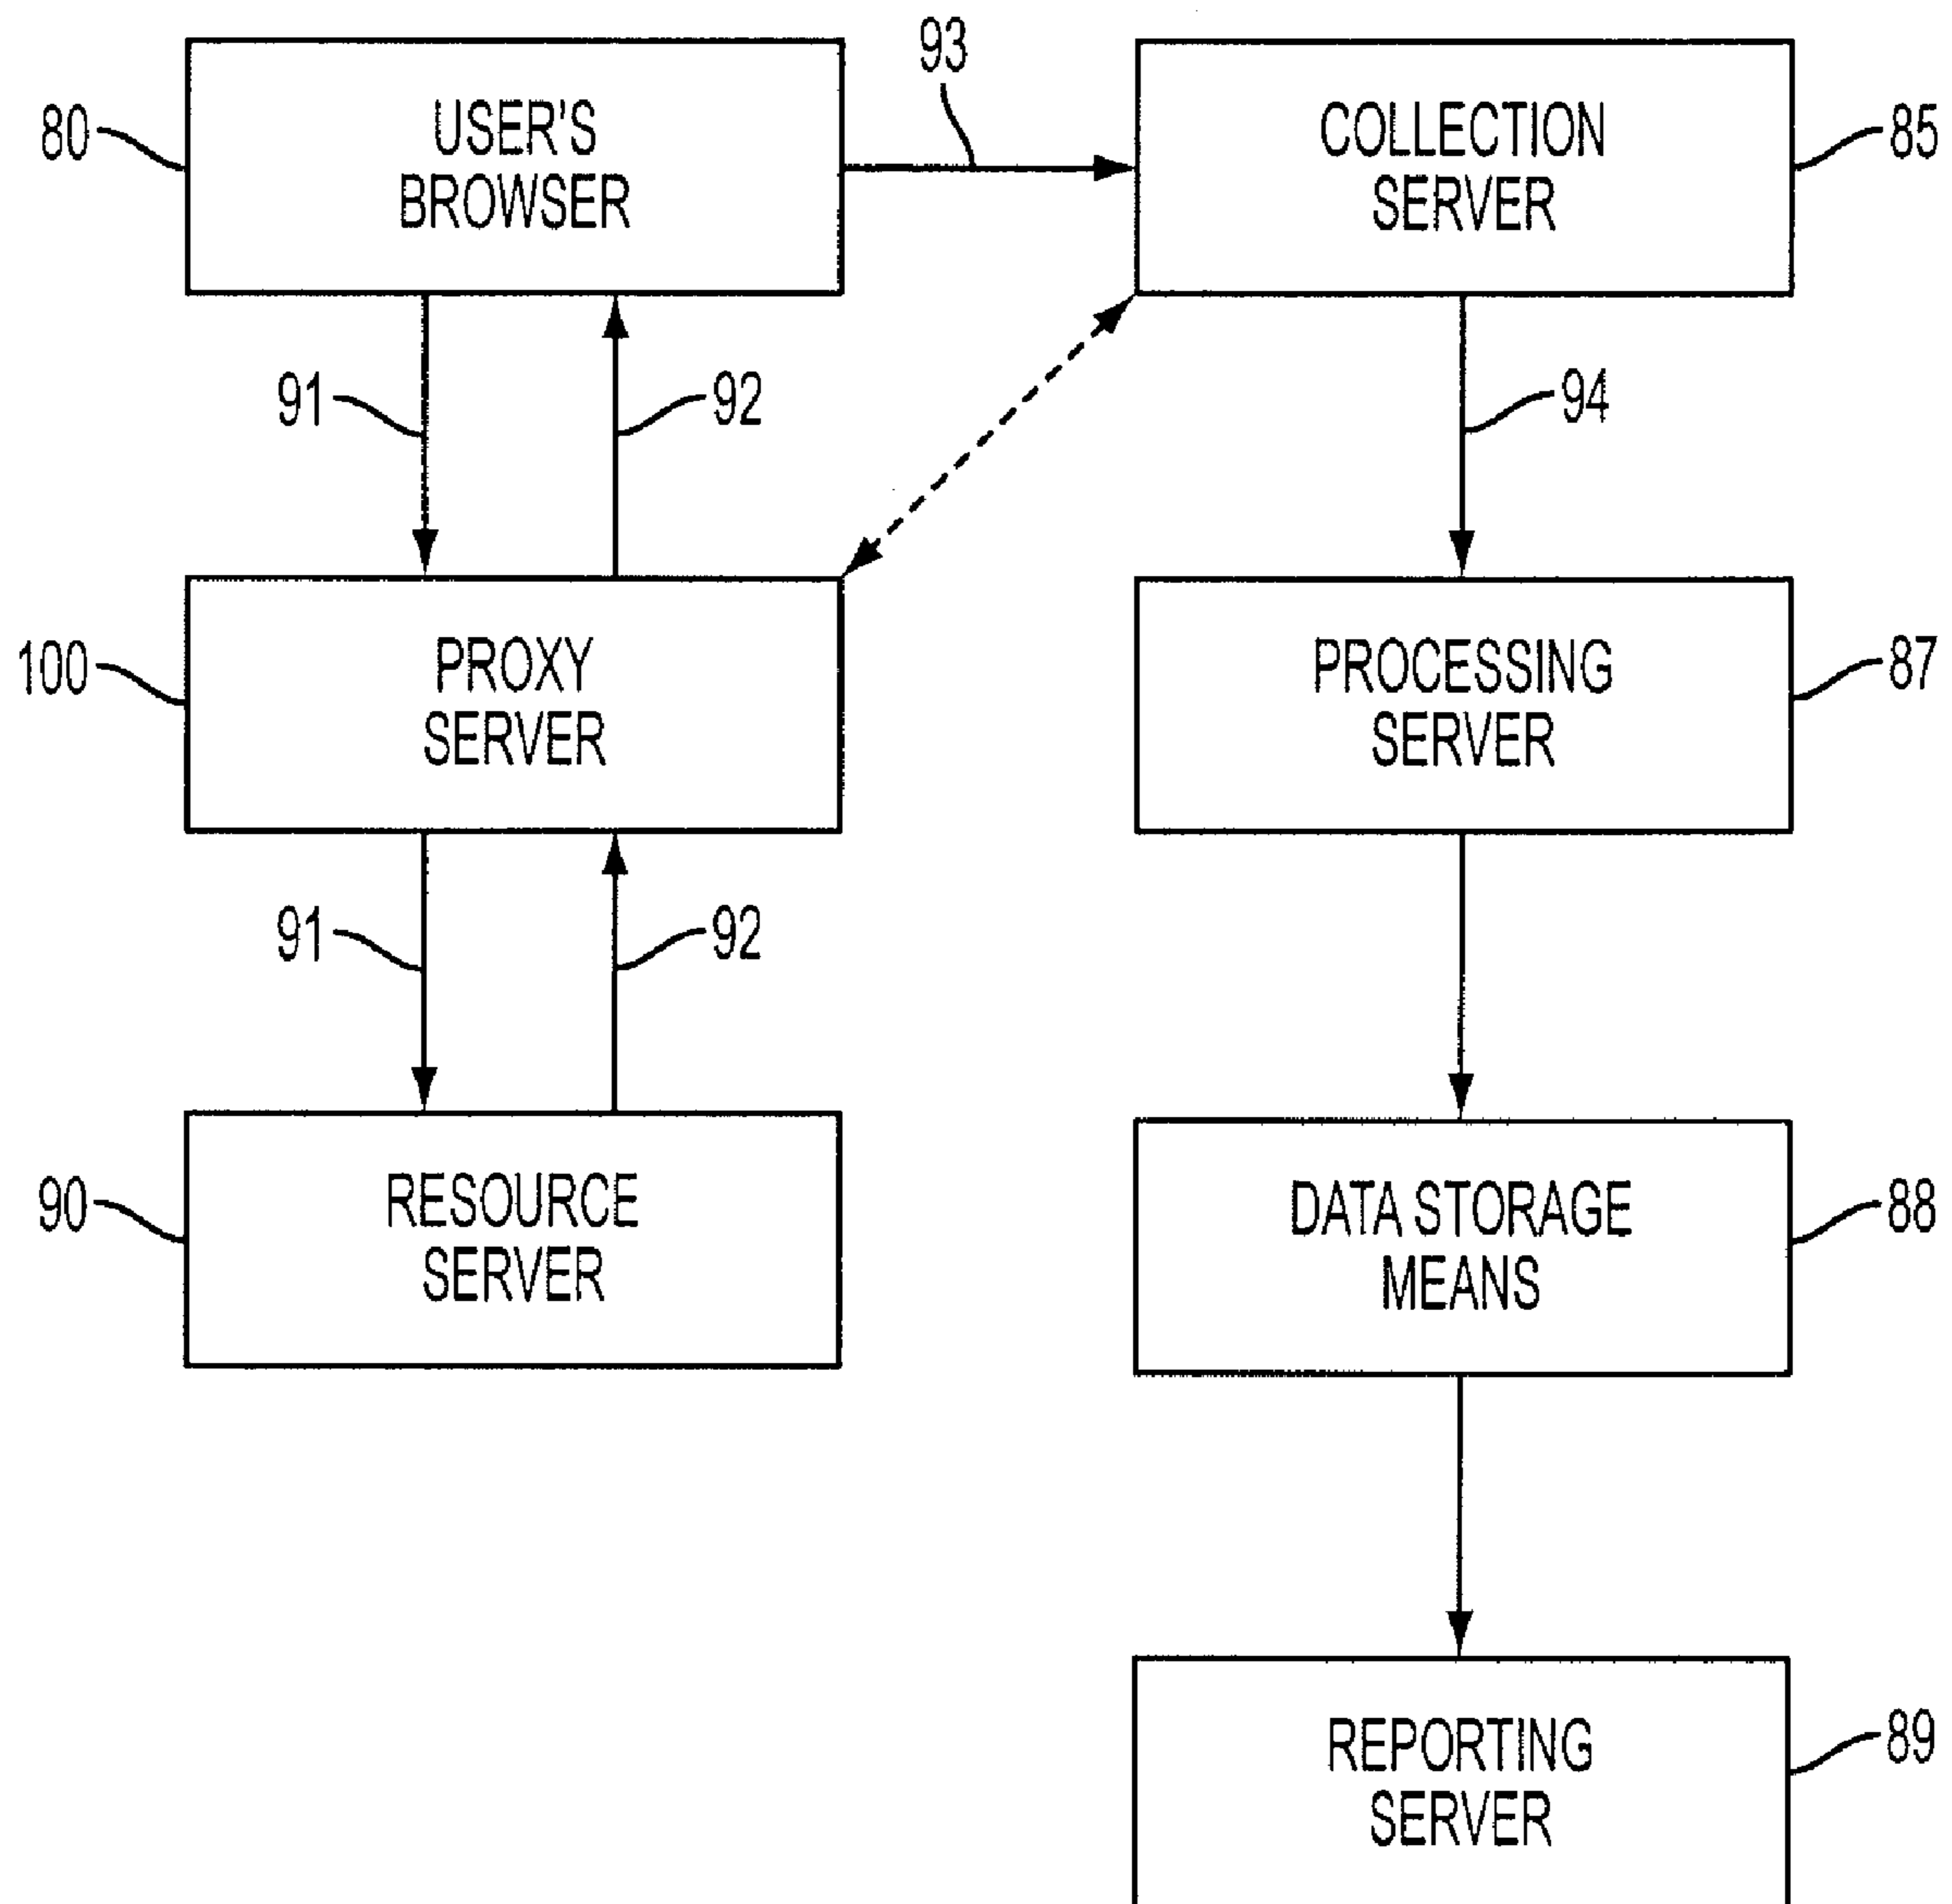 93
80
USER'S
BROWSER
COLLECTION
SERVER
85
91
92
94
100
PROXY
SERVER
PROCESSING
SERVER
87
91
92
90
RESOURCE
SERVER
DATA STORAGE
MEANS
88
REPORTING
SERVER
89